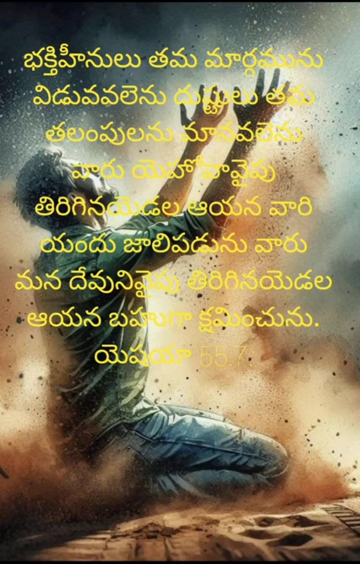 భక్తిహీనులు తమ మార్గమును
విడువవలెను దుష్టులు తమ
తలంపులను మానవలెను
వారు యెహోవావైపు
తిరిగినయెడల ఆయన వారి
యందు జాలిపడును వారు
మన దేవునివైపు తిరిగినయెడల
ఆయన బహుగా క్షమించును.
యెషయా 55 7